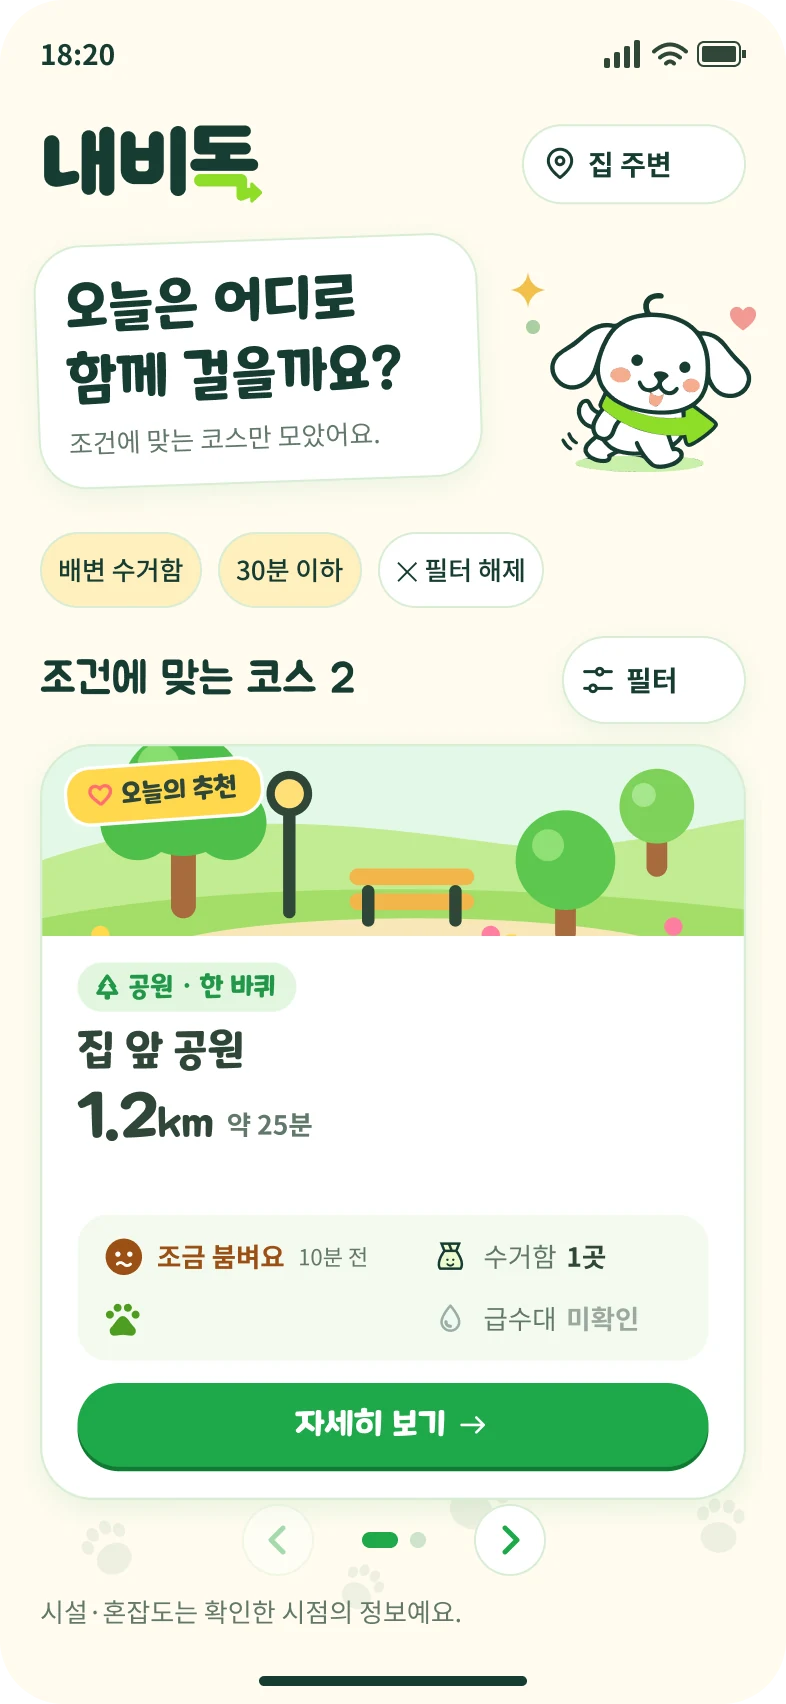 18:20
내비독
집 주변
오늘은 어디로
함께 걸을까요?
조건에 맞는 코스만 모았어요.
배변 수거함
30분 이하
필터 해제
조건에 맞는 코스 2
필터
오늘의 추천
공원 · 한 바퀴
집 앞 공원
1.2km 약 25분
조금 붐벼요 10분 전
수거함 1곳
급수대 미확인
자세히 보기 →
시설·혼잡도는 확인한 시점의 정보예요.